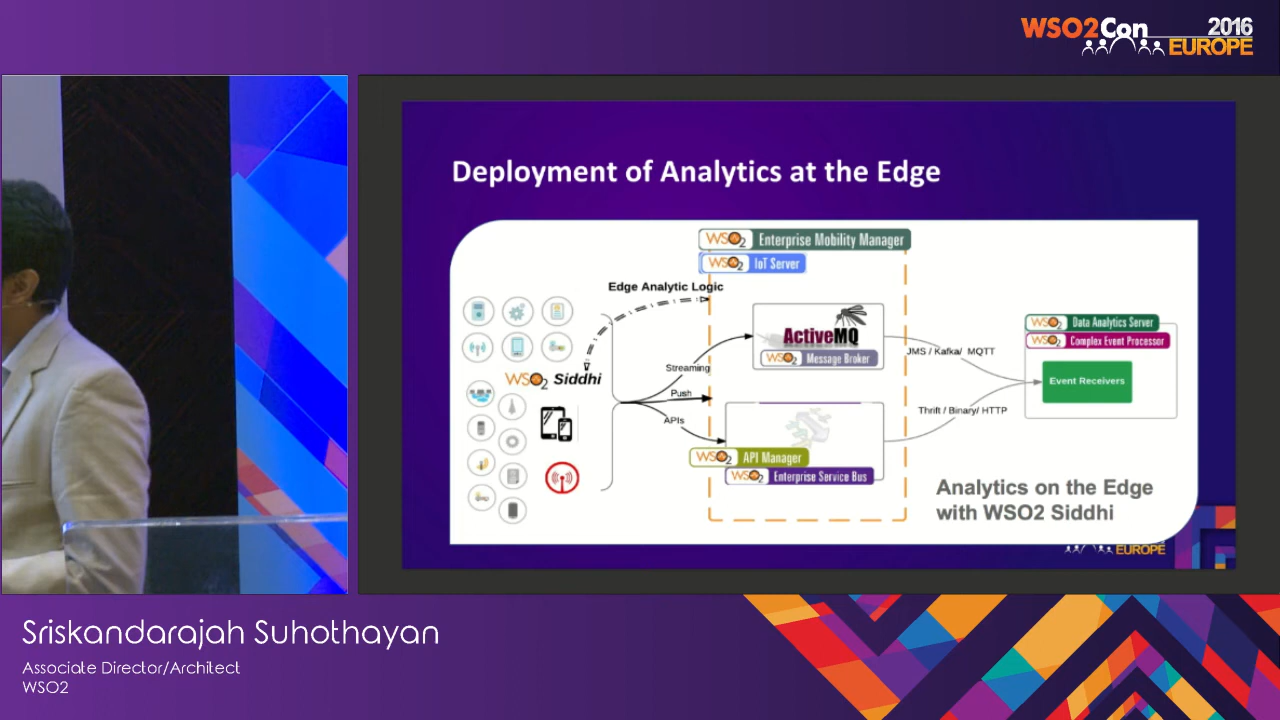 WSO2Con 2016
EUROPE
Deployment of Analytics at the Edge
WSO2 Enterprise Mobility Manager
WSO2 IoT Server
Edge Analytic Logic
ActiveMQ
WSO2 Message Broker
WSO2 Data Analytics Server
WSO2 Complex Event Processor
JMS / Kafka/ MQTT
Streaming
WSO2 Siddhi
Event Receivers
Push
APIs
Thrift / Binary/ HTTP
WSO2 API Manager
WSO2 Enterprise Service Bus
Analytics on the Edge
with WSO2 Siddhi
EUROPE
Sriskandarajah Suhothayan
Associate Director/Architect
WSO2